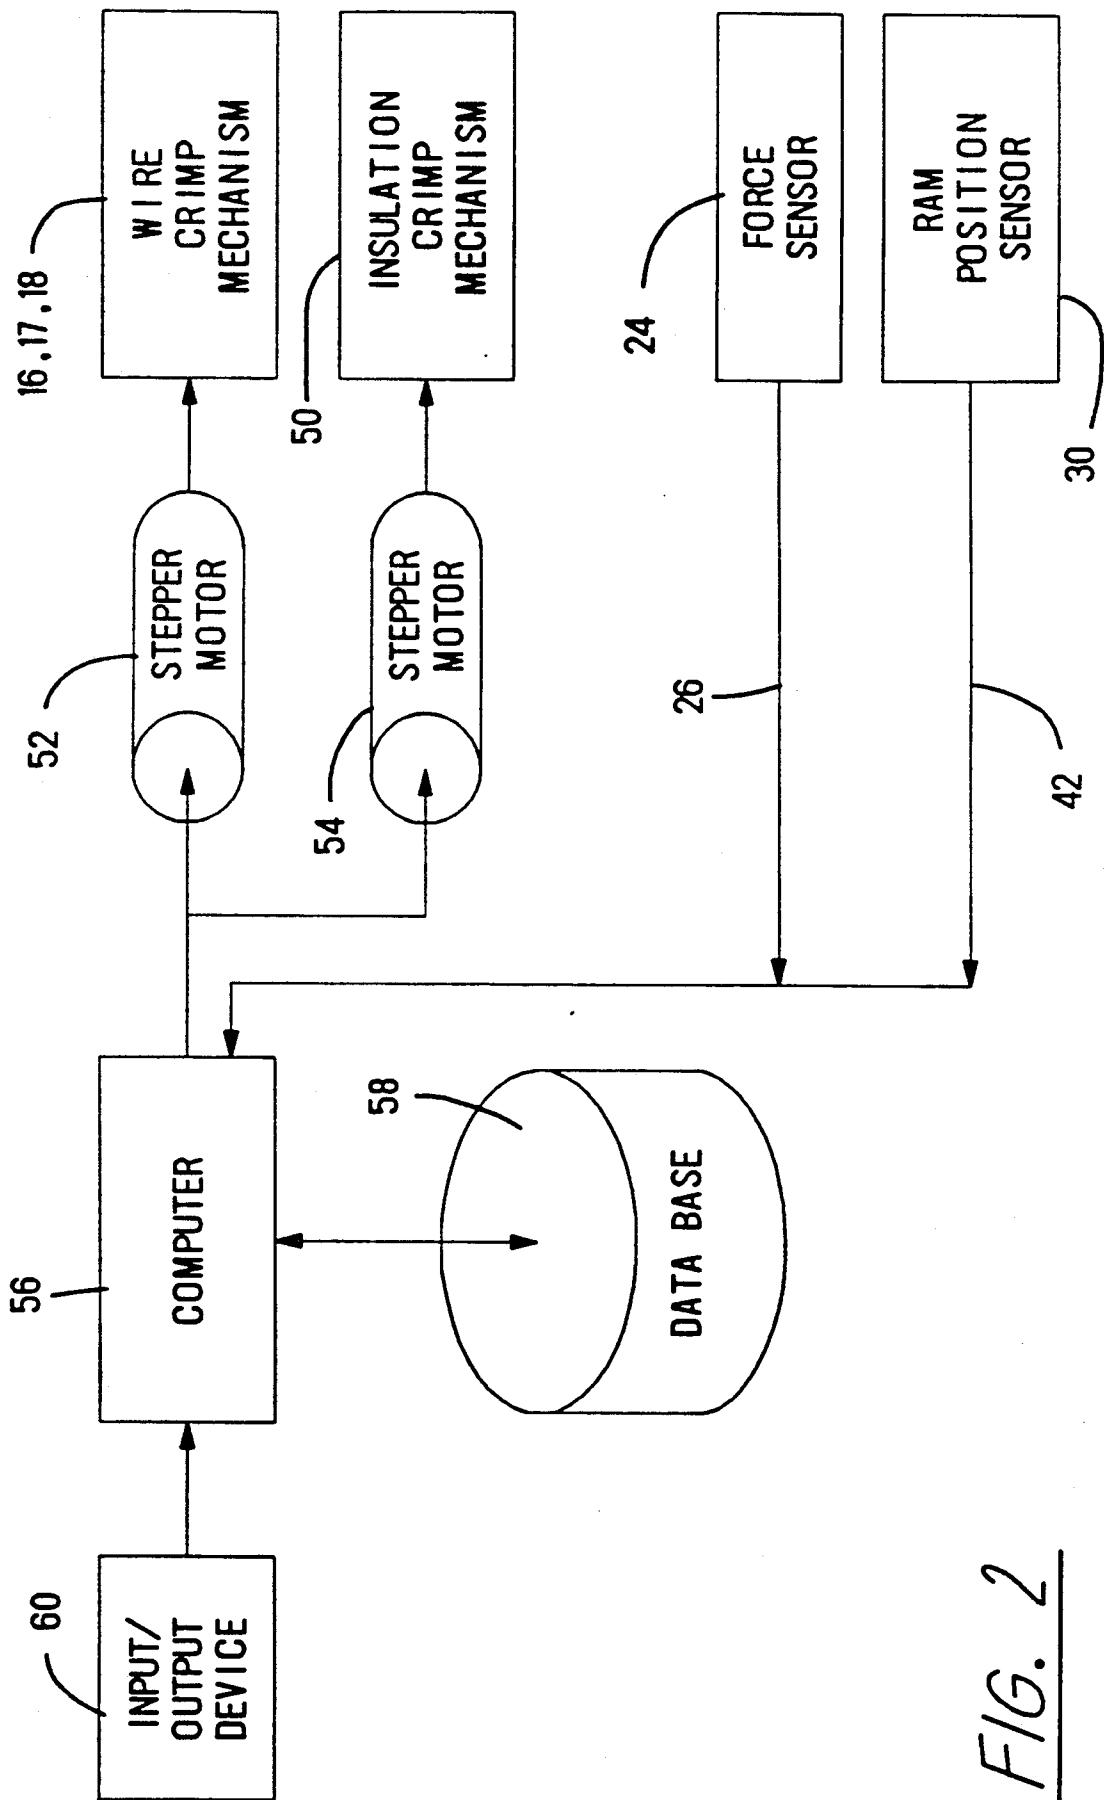 INPUT/
OUTPUT
DEVICE
60
COMPUTER
56
DATA BASE
58
STEPPER
MOTOR
52
STEPPER
MOTOR
54
WIRE
CRIMP
MECHANISM
16,17,18
INSULATION
CRIMP
MECHANISM
50
FORCE
SENSOR
24
26
RAM
POSITION
SENSOR
30
42
FIG. 2